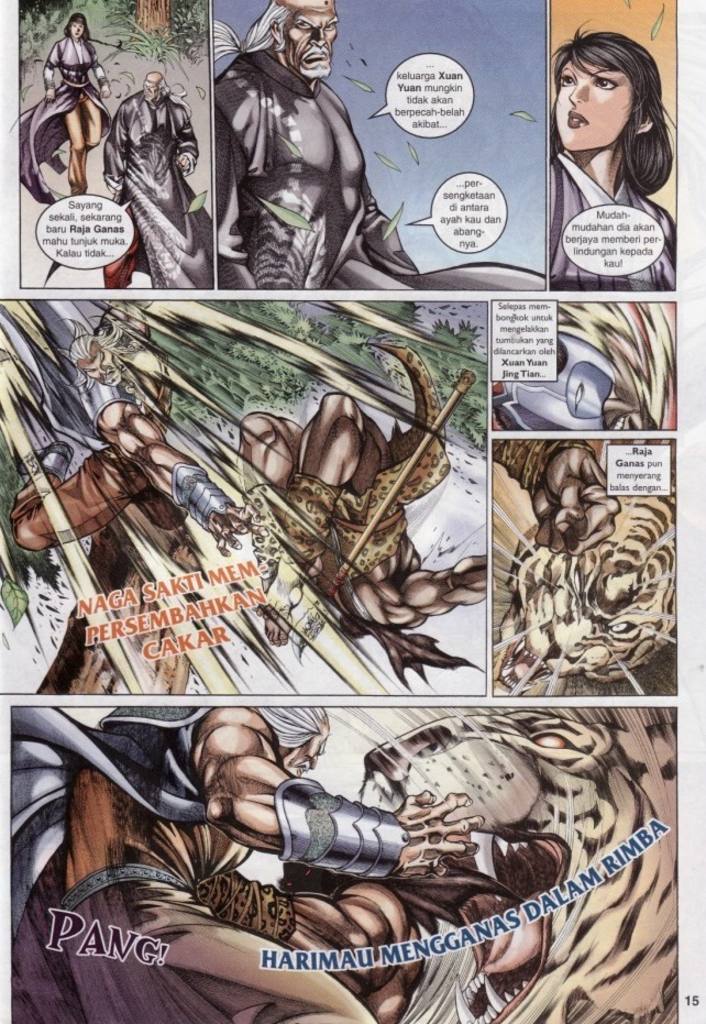 Sayang
sekali, sekarang
baru Raja Ganas
mahu tunjuk muka.
Kalau tidak...
...
keluarga Xuan
Yuan mungkin
tidak akan
berpecah-belah
akibat...
...per-
sengketaan
di antara
ayah kau dan
abang-
nya.
Mudah-
mudahan dia akan
berjaya memberi per-
lindungan kepada
kau!
NAGA SAKTI MEM-
PERSEMBAHKAN
CAKAR
Selepas mem-
bongkok untuk
mengelakkan
tumbukan yang
dilancarkan oleh
Xuan Yuan
Jing Tian...
...Raja
Ganas pun
menyerang
balas dengan...
PANG!
HARIMAU MENGGANAS DALAM RIMBA
15